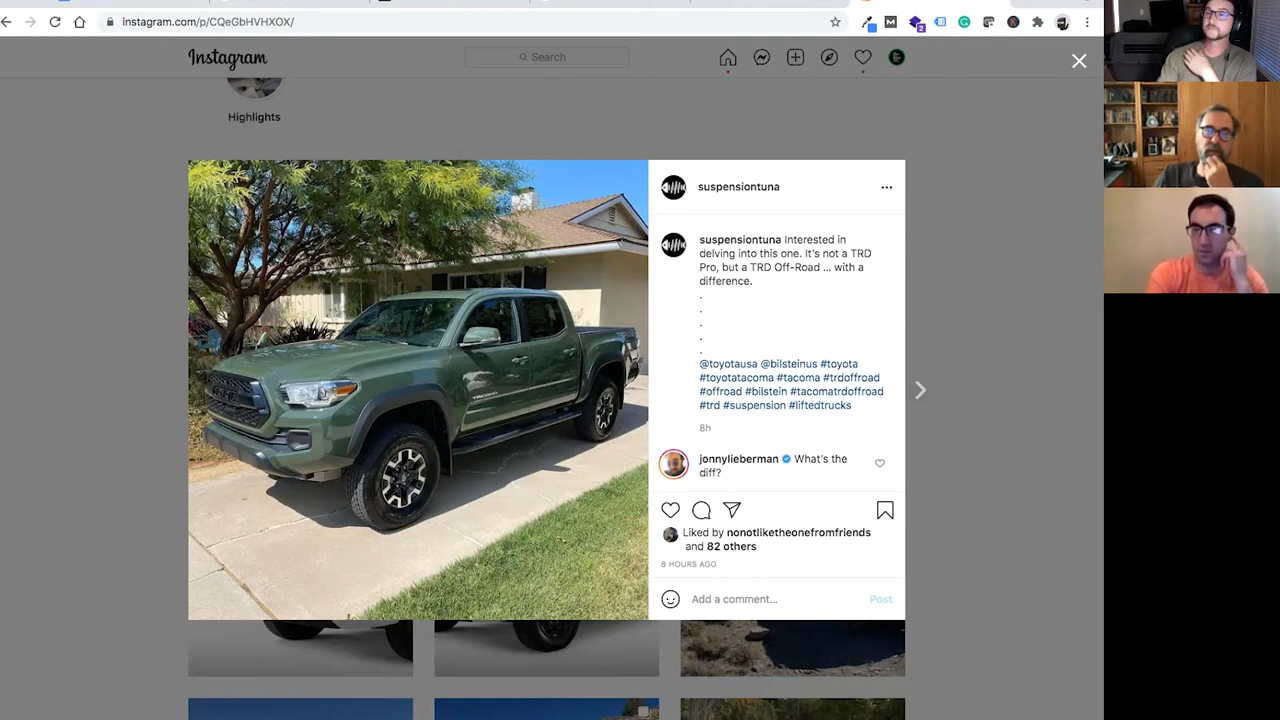 instagram.com/p/CQeGbHVHXOX/
Instagram
Search
Highlights
suspensiontuna
suspensiontuna Interested in
delving into this one. It's not a TRD
Pro, but a TRD Off-Road ... with a
difference.
.
.
.
.
.
@toyotausa @bilsteinus #toyota
#toyotatacoma #tacoma #trdoffroad
#offroad #bilstein #tacomatrdoffroad
#trd #suspension #liftedtrucks
8h
jonnylieberman What's the
diff?
Liked by nonotliketheonefromfriends
and 82 others
8 HOURS AGO
Add a comment...
Post